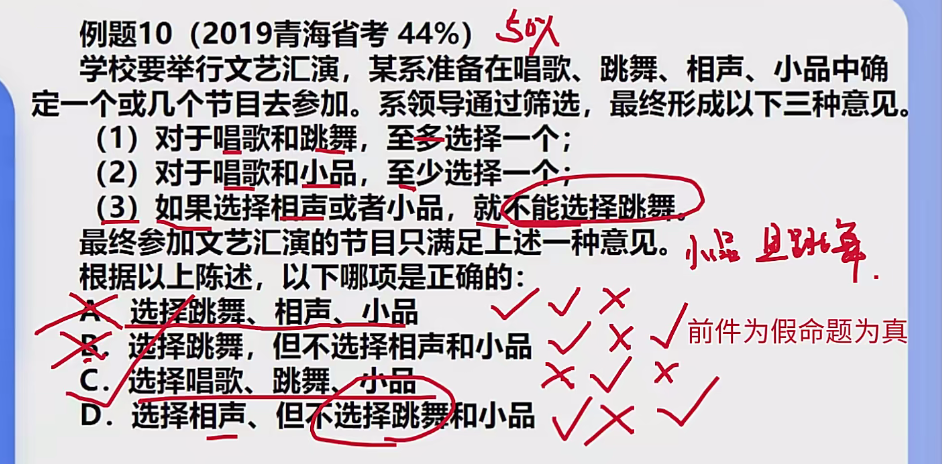 例题10（2019青海省考 44%） 50%
学校要举行文艺汇演，某系准备在唱歌、跳舞、相声、小品中确
定一个或几个节目去参加。系领导通过筛选，最终形成以下三种意见。
（1）对于唱歌和跳舞，至多选择一个；
（2）对于唱歌和小品，至少选择一个；
（3）如果选择相声或者小品，就不能选择跳舞。
最终参加文艺汇演的节目只满足上述一种意见。
小品 且跳舞.
根据以上陈述，以下哪项是正确的：
A．选择跳舞、相声、小品 ✓ ✓ ×
B．选择跳舞，但不选择相声和小品 ✓ × ✓ 前件为假命题为真
C．选择唱歌、跳舞、小品 × ✓ ×
D．选择相声、但不选择跳舞和小品 ✓ × ✓